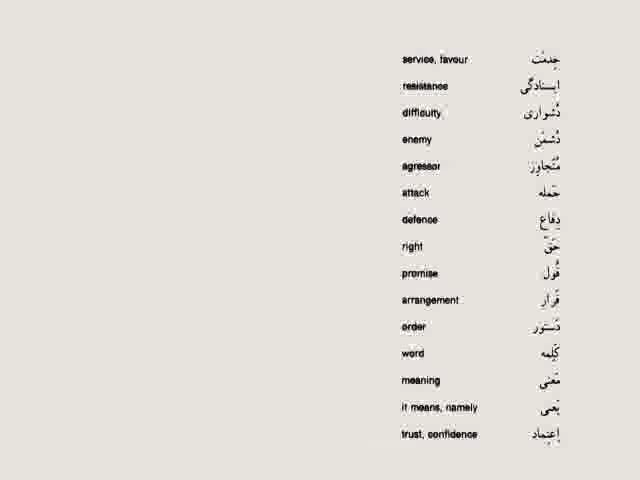 service, favour خِدمَت
resistance ایستادگی
difficulty دُشواری
enemy دُشمَن
agressor مُتَجاوِز
attack حَمله
defence دِفاع
right حَقّ
promise قُول
arrangement قَرار
order دَستور
word کَلِمه
meaning مَعنی
it means, namely یَعنی
trust, confidence اِعتِماد